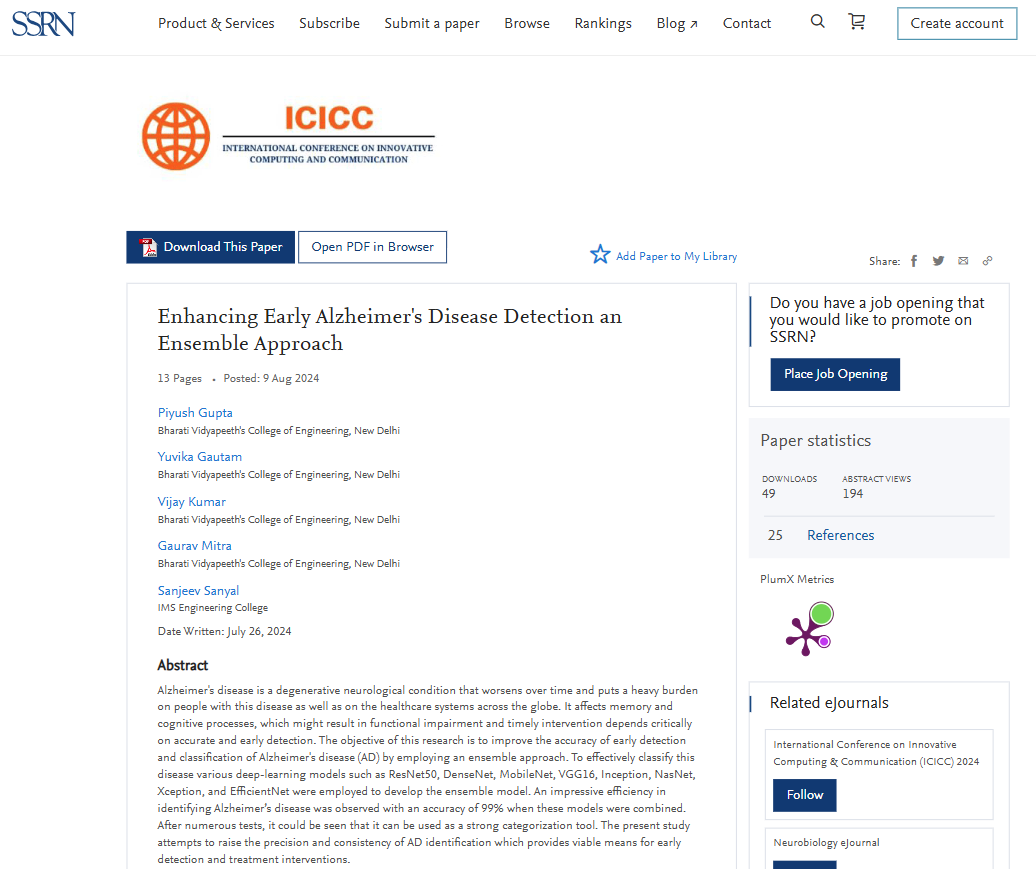 SSRN
Product & Services
Subscribe
Submit a paper
Browse
Rankings
Blog ↗
Contact
Create account
ICICC
INTERNATIONAL CONFERENCE ON INNOVATIVE
COMPUTING AND COMMUNICATION
PDF
Download This Paper
Open PDF in Browser
Add Paper to My Library
Share:
Enhancing Early Alzheimer's Disease Detection an
Ensemble Approach
13 Pages • Posted: 9 Aug 2024
Piyush Gupta
Bharati Vidyapeeth's College of Engineering, New Delhi
Yuvika Gautam
Bharati Vidyapeeth's College of Engineering, New Delhi
Vijay Kumar
Bharati Vidyapeeth's College of Engineering, New Delhi
Gaurav Mitra
Bharati Vidyapeeth's College of Engineering, New Delhi
Sanjeev Sanyal
IMS Engineering College
Date Written: July 26, 2024
Abstract
Alzheimer's disease is a degenerative neurological condition that worsens over time and puts a heavy burden
on people with this disease as well as on the healthcare systems across the globe. It affects memory and
cognitive processes, which might result in functional impairment and timely intervention depends critically
on accurate and early detection. The objective of this research is to improve the accuracy of early detection
and classification of Alzheimer's disease (AD) by employing an ensemble approach. To effectively classify this
disease various deep-learning models such as ResNet50, DenseNet, MobileNet, VGG16, Inception, NasNet,
Xception, and EfficientNet were employed to develop the ensemble model. An impressive efficiency in
identifying Alzheimer's disease was observed with an accuracy of 99% when these models were combined.
After numerous tests, it could be seen that it can be used as a strong categorization tool. The present study
attempts to raise the precision and consistency of AD identification which provides viable means for early
detection and treatment interventions.
Do you have a job opening that
you would like to promote on
SSRN?
Place Job Opening
Paper statistics
DOWNLOADS
49
ABSTRACT VIEWS
194
25 References
PlumX Metrics
Related eJournals
International Conference on Innovative
Computing & Communication (ICICC) 2024
Follow
Neurobiology eJournal